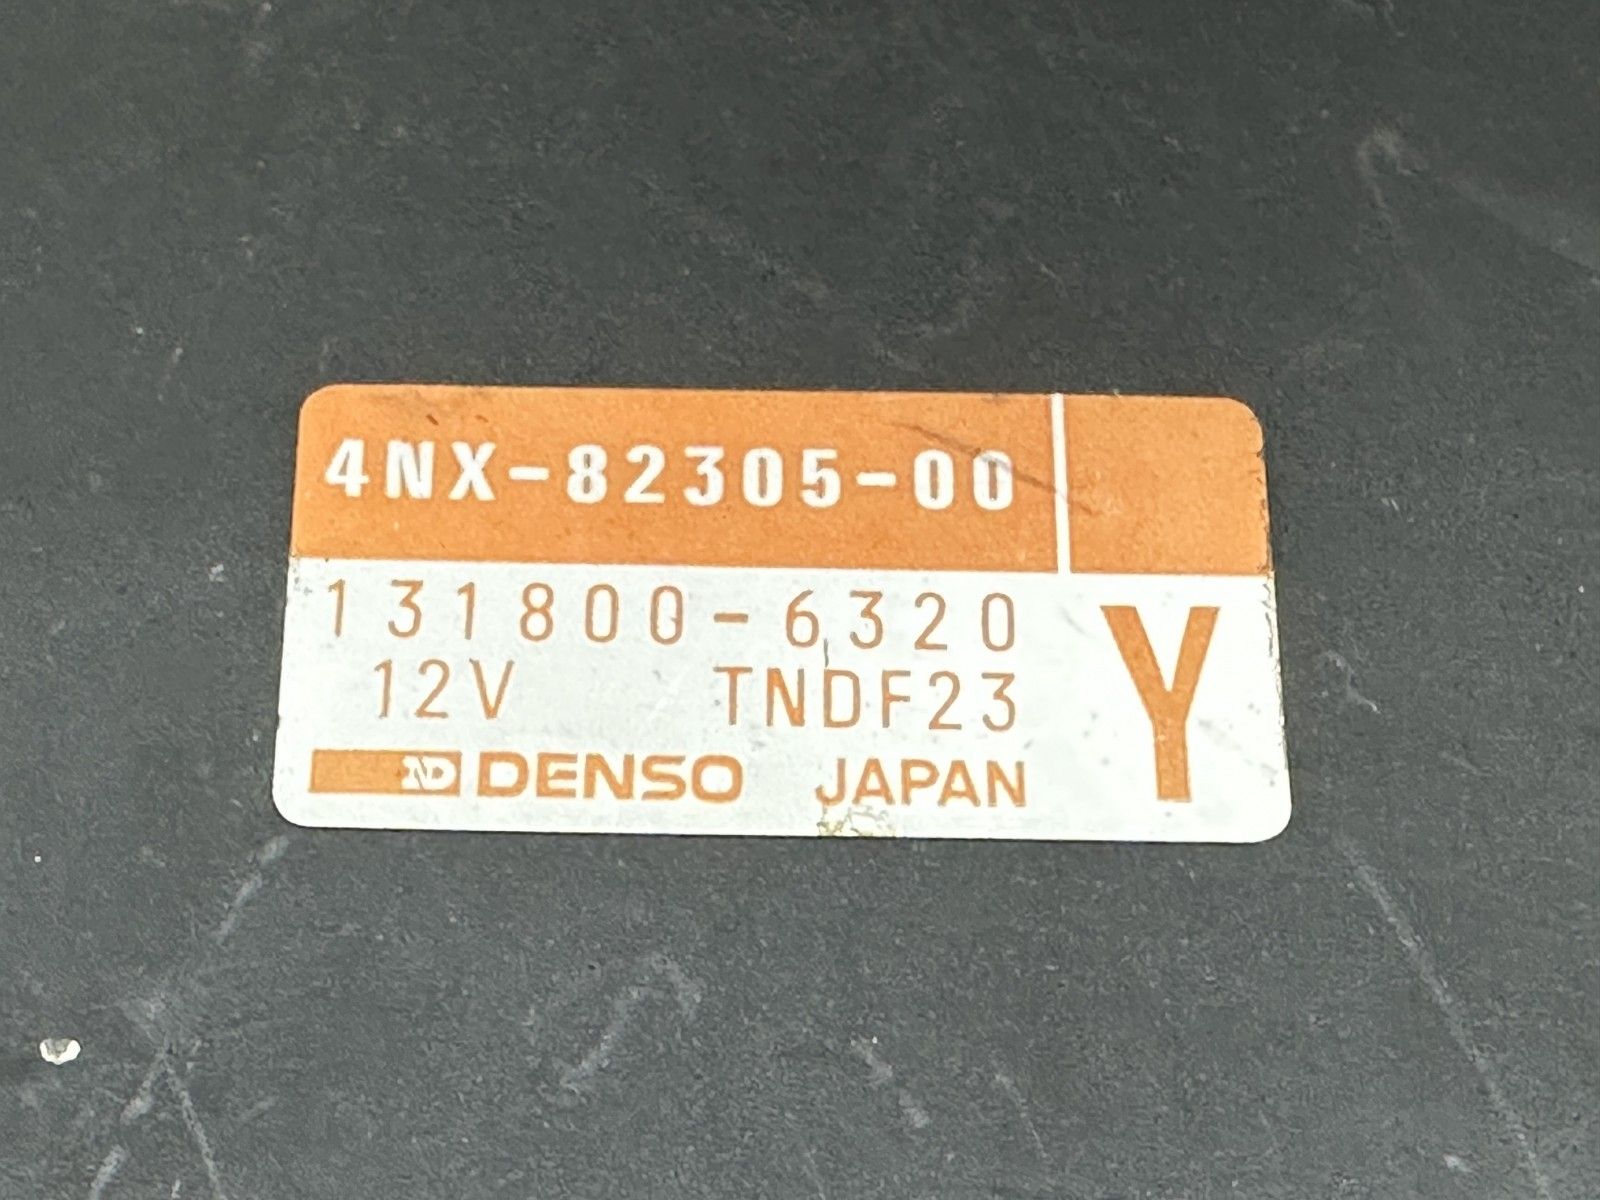 4NX-82305-00
131800-6320
12V TNDF23
ND DENSO JAPAN
Y